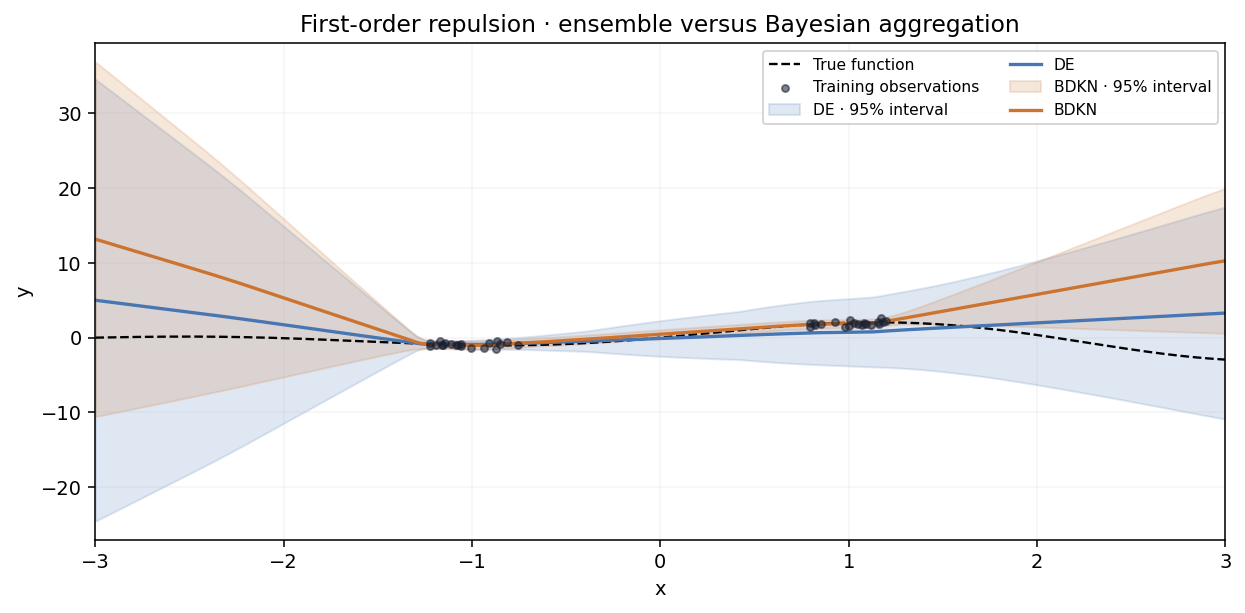 First-order repulsion · ensemble versus Bayesian aggregation
True function
Training observations
DE · 95% interval
DE
BDKN · 95% interval
BDKN
30
20
10
0
−10
−20
y
−3
−2
−1
0
1
2
3
x